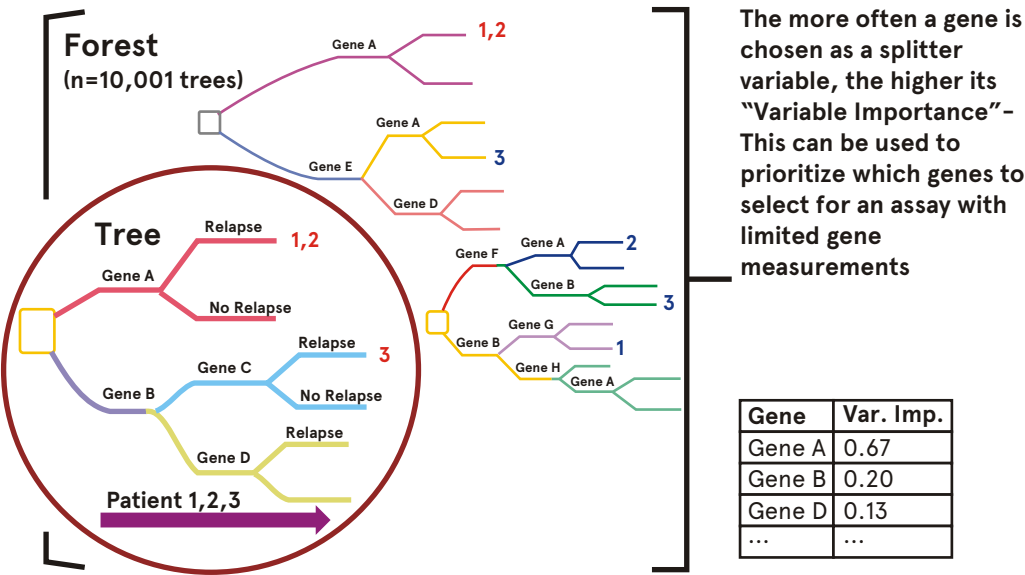 Forest
(n=10,001 trees)
Gene A
1,2
Gene A
3
Gene E
Gene D
Tree
Relapse
1,2
Gene A
No Relapse
Relapse
3
Gene C
Gene B
No Relapse
Relapse
Gene D
Patient 1,2,3
Gene A
2
Gene F
Gene B
3
Gene G
Gene B
1
Gene H
Gene A
The more often a gene is
chosen as a splitter
variable, the higher its
“Variable Importance”-
This can be used to
prioritize which genes to
select for an assay with
limited gene
measurements
Gene Var. Imp.
Gene A 0.67
Gene B 0.20
Gene D 0.13
... ...